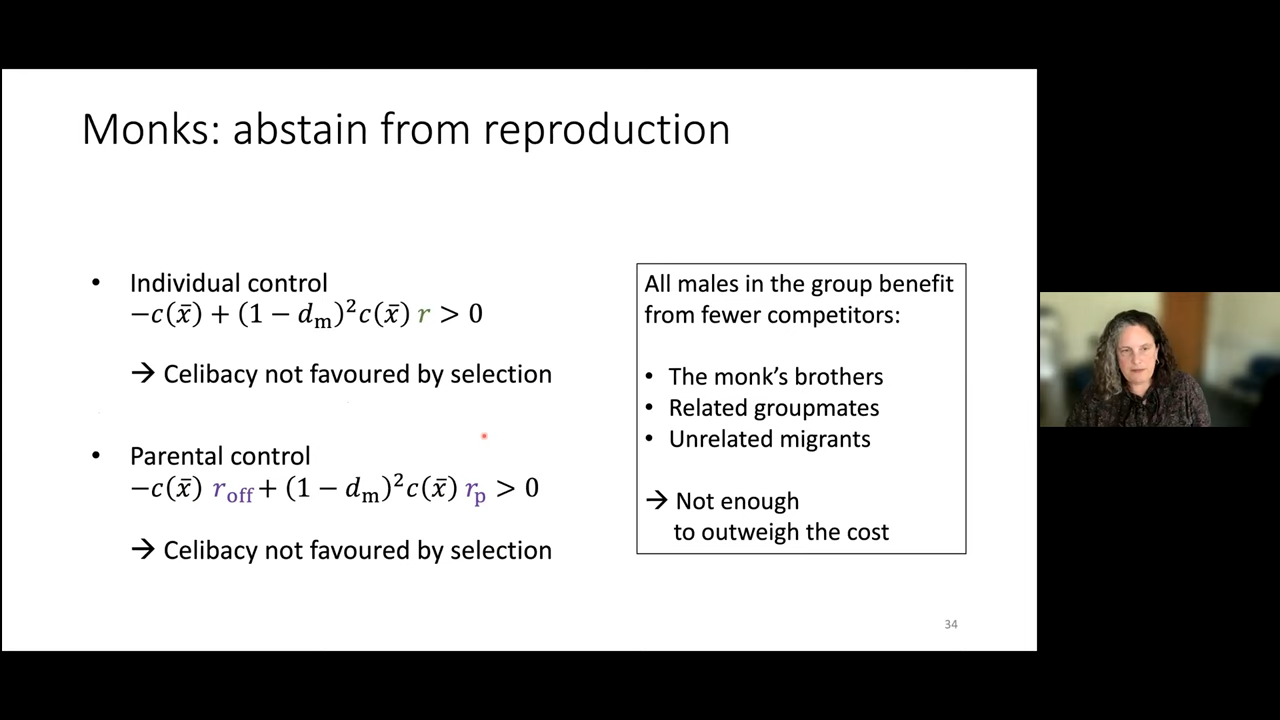 Monks: abstain from reproduction
• Individual control
−c(x̄) + (1 − dₘ)²c(x̄) r > 0
→ Celibacy not favoured by selection
• Parental control
−c(x̄) r_off + (1 − dₘ)²c(x̄) r_p > 0
→ Celibacy not favoured by selection
All males in the group benefit
from fewer competitors:
• The monk's brothers
• Related groupmates
• Unrelated migrants
→ Not enough
to outweigh the cost
34